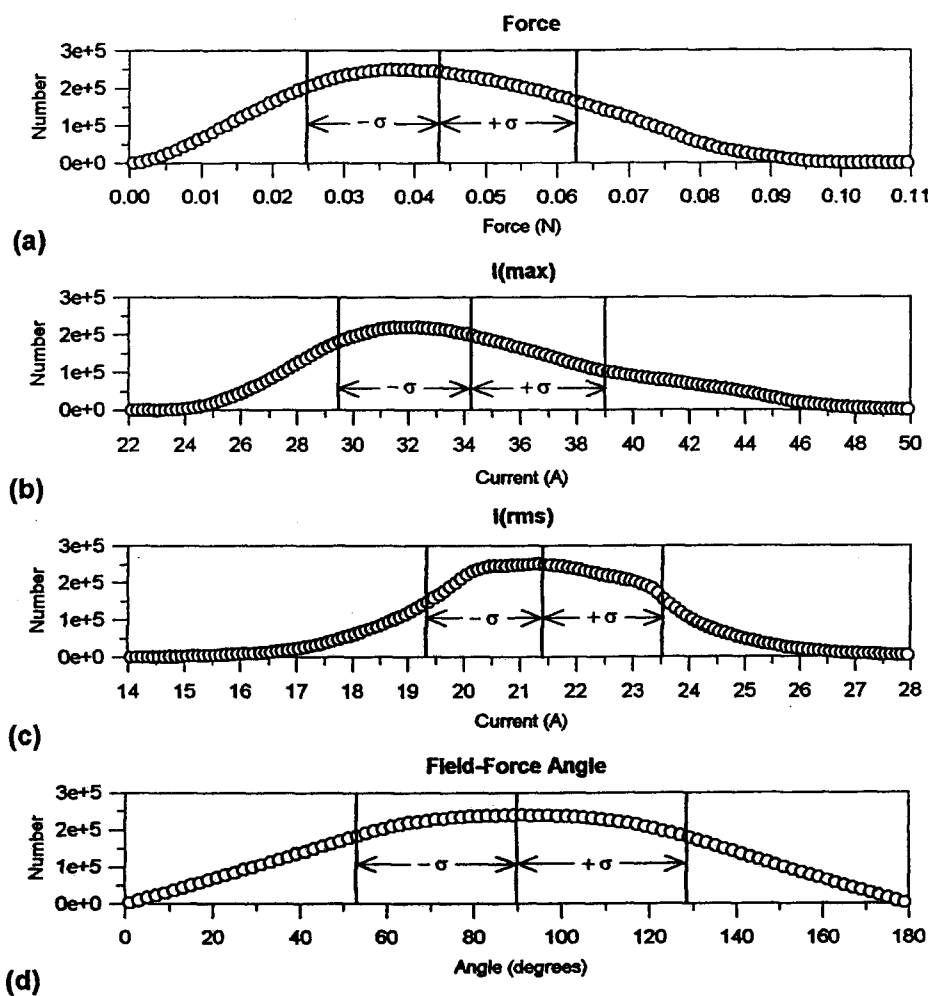 Force
3e+5
2e+5
1e+5
0e+0
Number
- σ
+ σ
0.00 0.01 0.02 0.03 0.04 0.05 0.06 0.07 0.08 0.09 0.10 0.11
Force (N)
(a)
I(max)
3e+5
2e+5
1e+5
0e+0
Number
- σ
+ σ
22 24 26 28 30 32 34 36 38 40 42 44 46 48 50
Current (A)
(b)
I(rms)
3e+5
2e+5
1e+5
0e+0
Number
- σ
+ σ
14 15 16 17 18 19 20 21 22 23 24 25 26 27 28
Current (A)
(c)
Field-Force Angle
3e+5
2e+5
1e+5
0e+0
Number
- σ
+ σ
0 20 40 60 80 100 120 140 160 180
Angle (degrees)
(d)